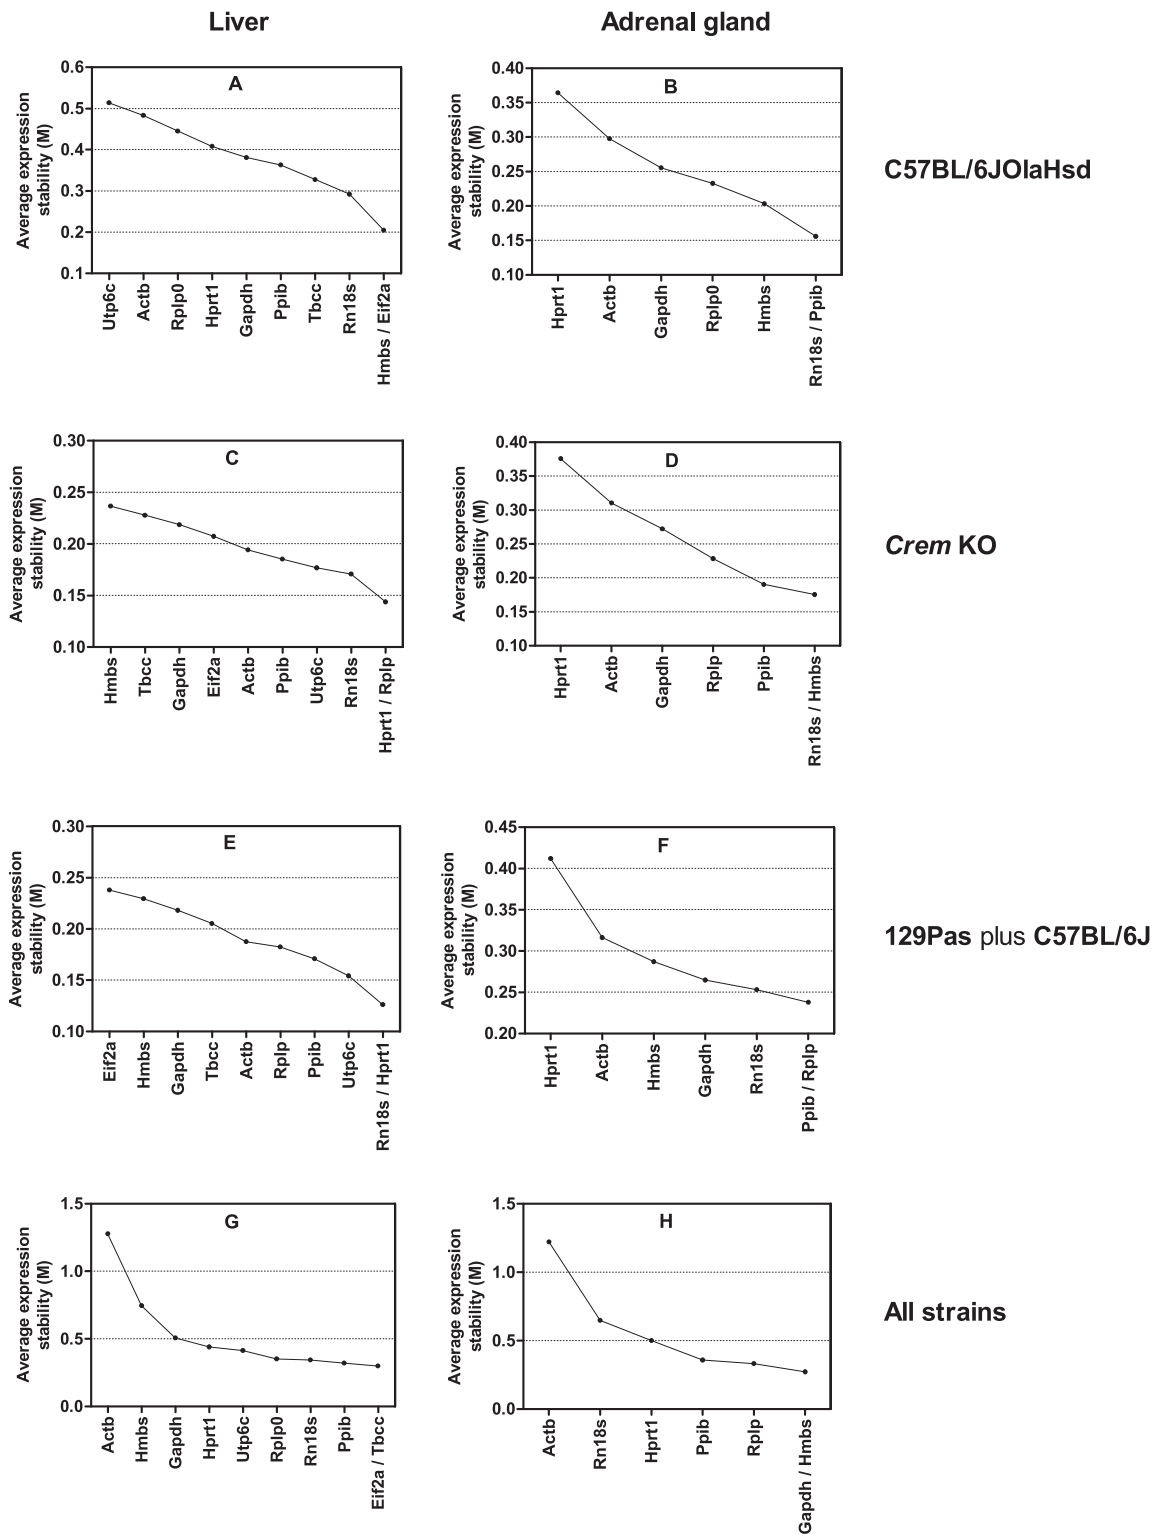 Liver
Adrenal gland
Average expression
stability (M)
0.6
0.5
0.4
0.3
0.2
0.1
A
Utp6c
Actb
Rplp0
Hprt1
Gapdh
Ppib
Tbcc
Rn18s
Hmbs / Eif2a
Average expression
stability (M)
0.40
0.35
0.30
0.25
0.20
0.15
0.10
B
Hprt1
Actb
Gapdh
Rplp0
Hmbs
Rn18s / Ppib
C57BL/6JOlaHsd
Average expression
stability (M)
0.30
0.25
0.20
0.15
0.10
C
Hmbs
Tbcc
Gapdh
Eif2a
Actb
Ppib
Utp6c
Rn18s
Hprt1 / Rplp
Average expression
stability (M)
0.40
0.35
0.30
0.25
0.20
0.15
0.10
D
Hprt1
Actb
Gapdh
Rplp
Ppib
Rn18s / Hmbs
Crem KO
Average expression
stability (M)
0.30
0.25
0.20
0.15
0.10
E
Eif2a
Hmbs
Gapdh
Tbcc
Actb
Rplp
Ppib
Utp6c
Rn18s / Hprt1
Average expression
stability (M)
0.45
0.40
0.35
0.30
0.25
0.20
F
Hprt1
Actb
Hmbs
Gapdh
Rn18s
Ppib / Rplp
129Pas plus C57BL/6J
Average expression
stability (M)
1.5
1.0
0.5
0.0
G
Actb
Hmbs
Gapdh
Hprt1
Utp6c
Rplp0
Rn18s
Ppib
Eif2a / Tbcc
Average expression
stability (M)
1.5
1.0
0.5
0.0
H
Actb
Rn18s
Hprt1
Ppib
Rplp
Gapdh / Hmbs
All strains